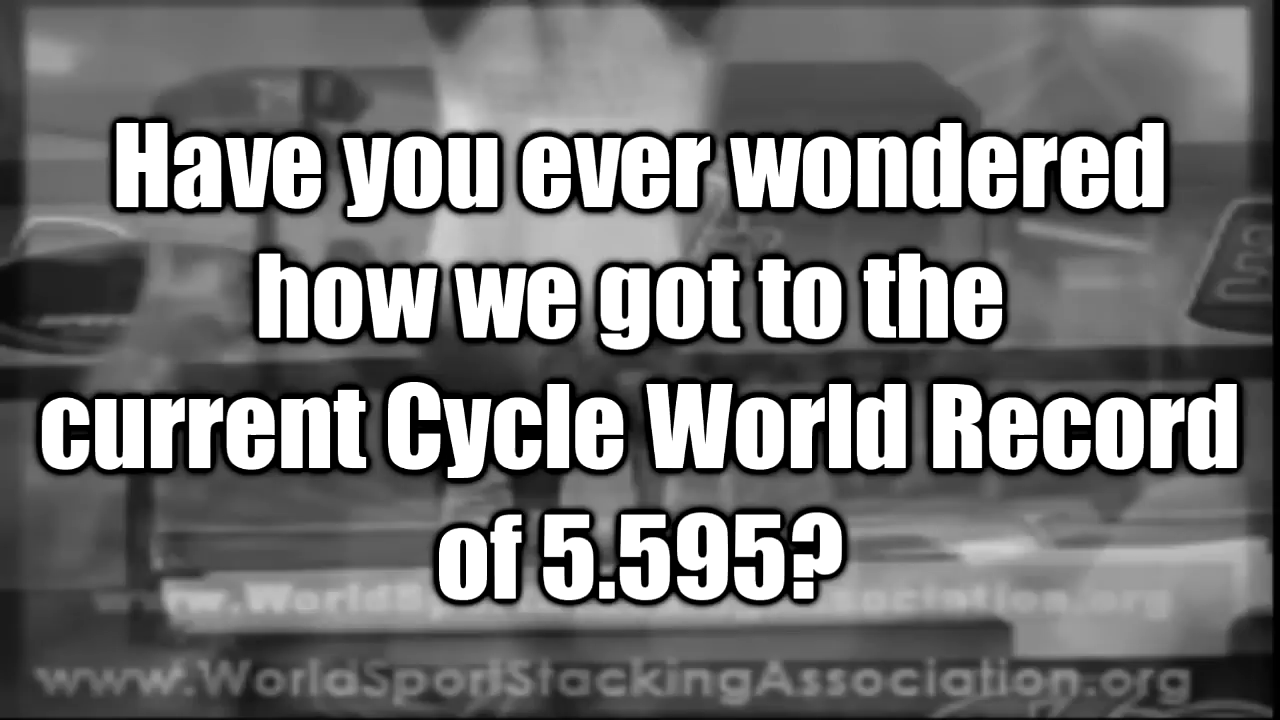 Have you ever wondered
how we got to the
current Cycle World Record
of 5.595?
www.WorldSportStackingAssociation.org